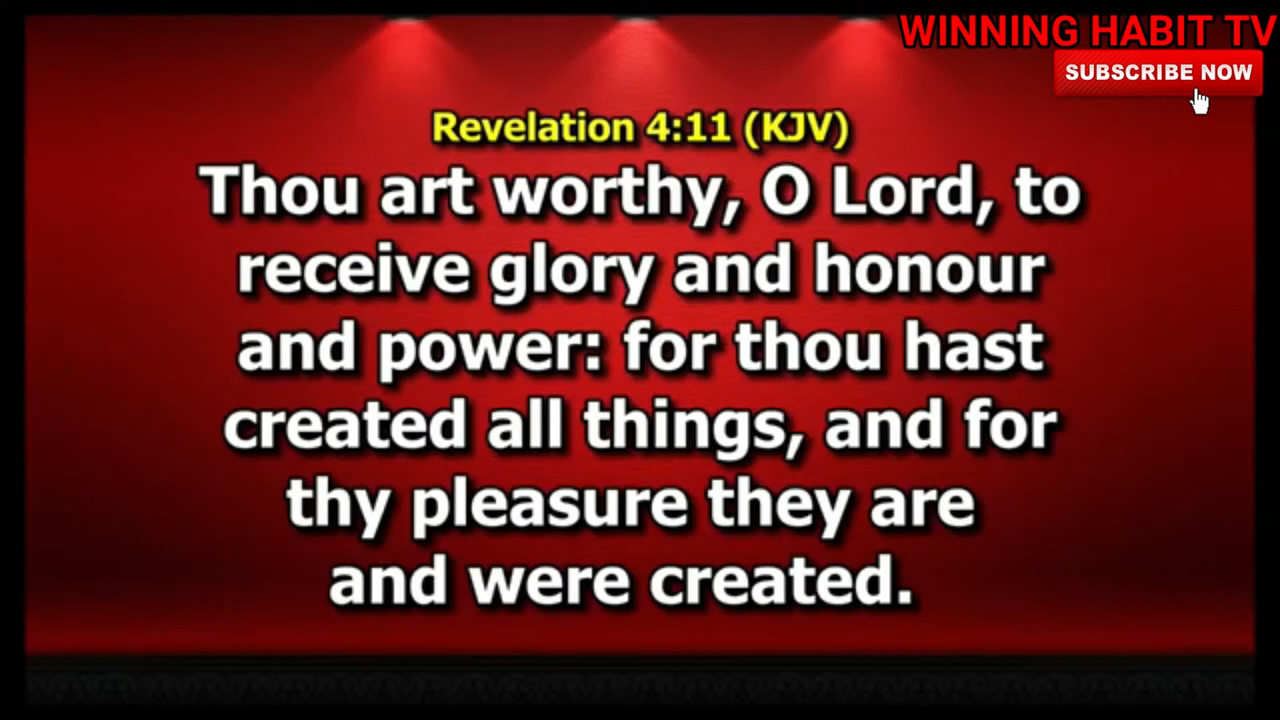 WINNING HABIT TV
SUBSCRIBE NOW
Revelation 4:11 (KJV)
Thou art worthy, O Lord, to
receive glory and honour
and power: for thou hast
created all things, and for
thy pleasure they are
and were created.